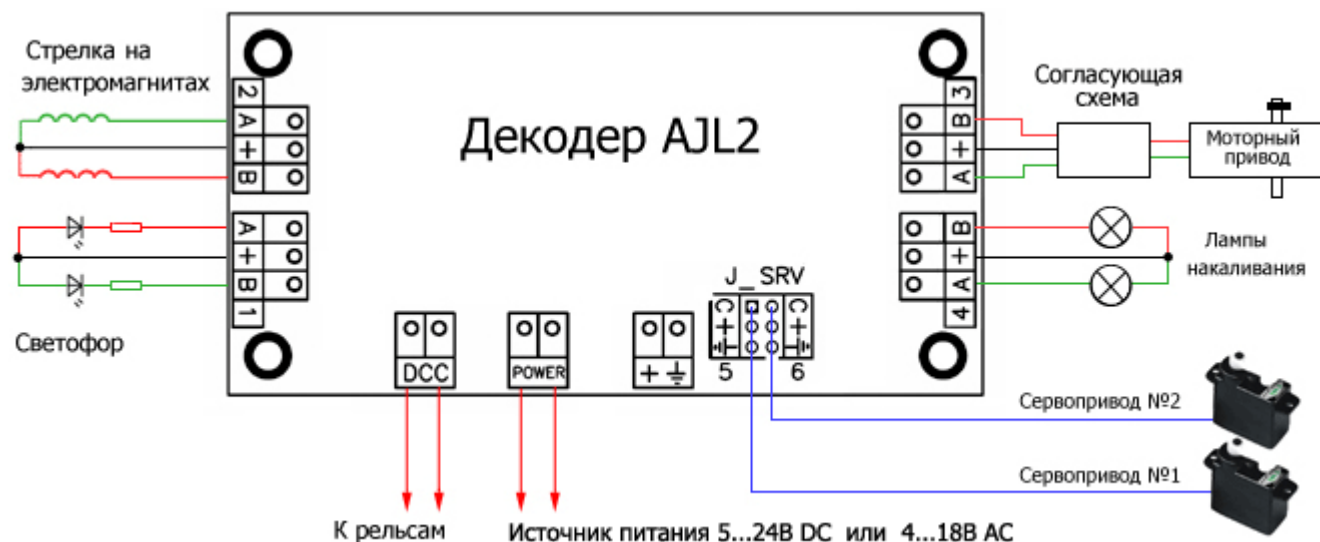 Стрелка на
электромагнитах
Декодер AJL2
Согласующая
схема
Моторный
привод
2
A
+
B
3
B
+
A
A
+
B
1
B
+
A
4
Лампы
накаливания
Светофор
J_SRV
C
+
5
C
+
6
DCC
POWER
+
Сервопривод №2
Сервопривод №1
К рельсам
Источник питания 5...24В DC или 4...18В AC